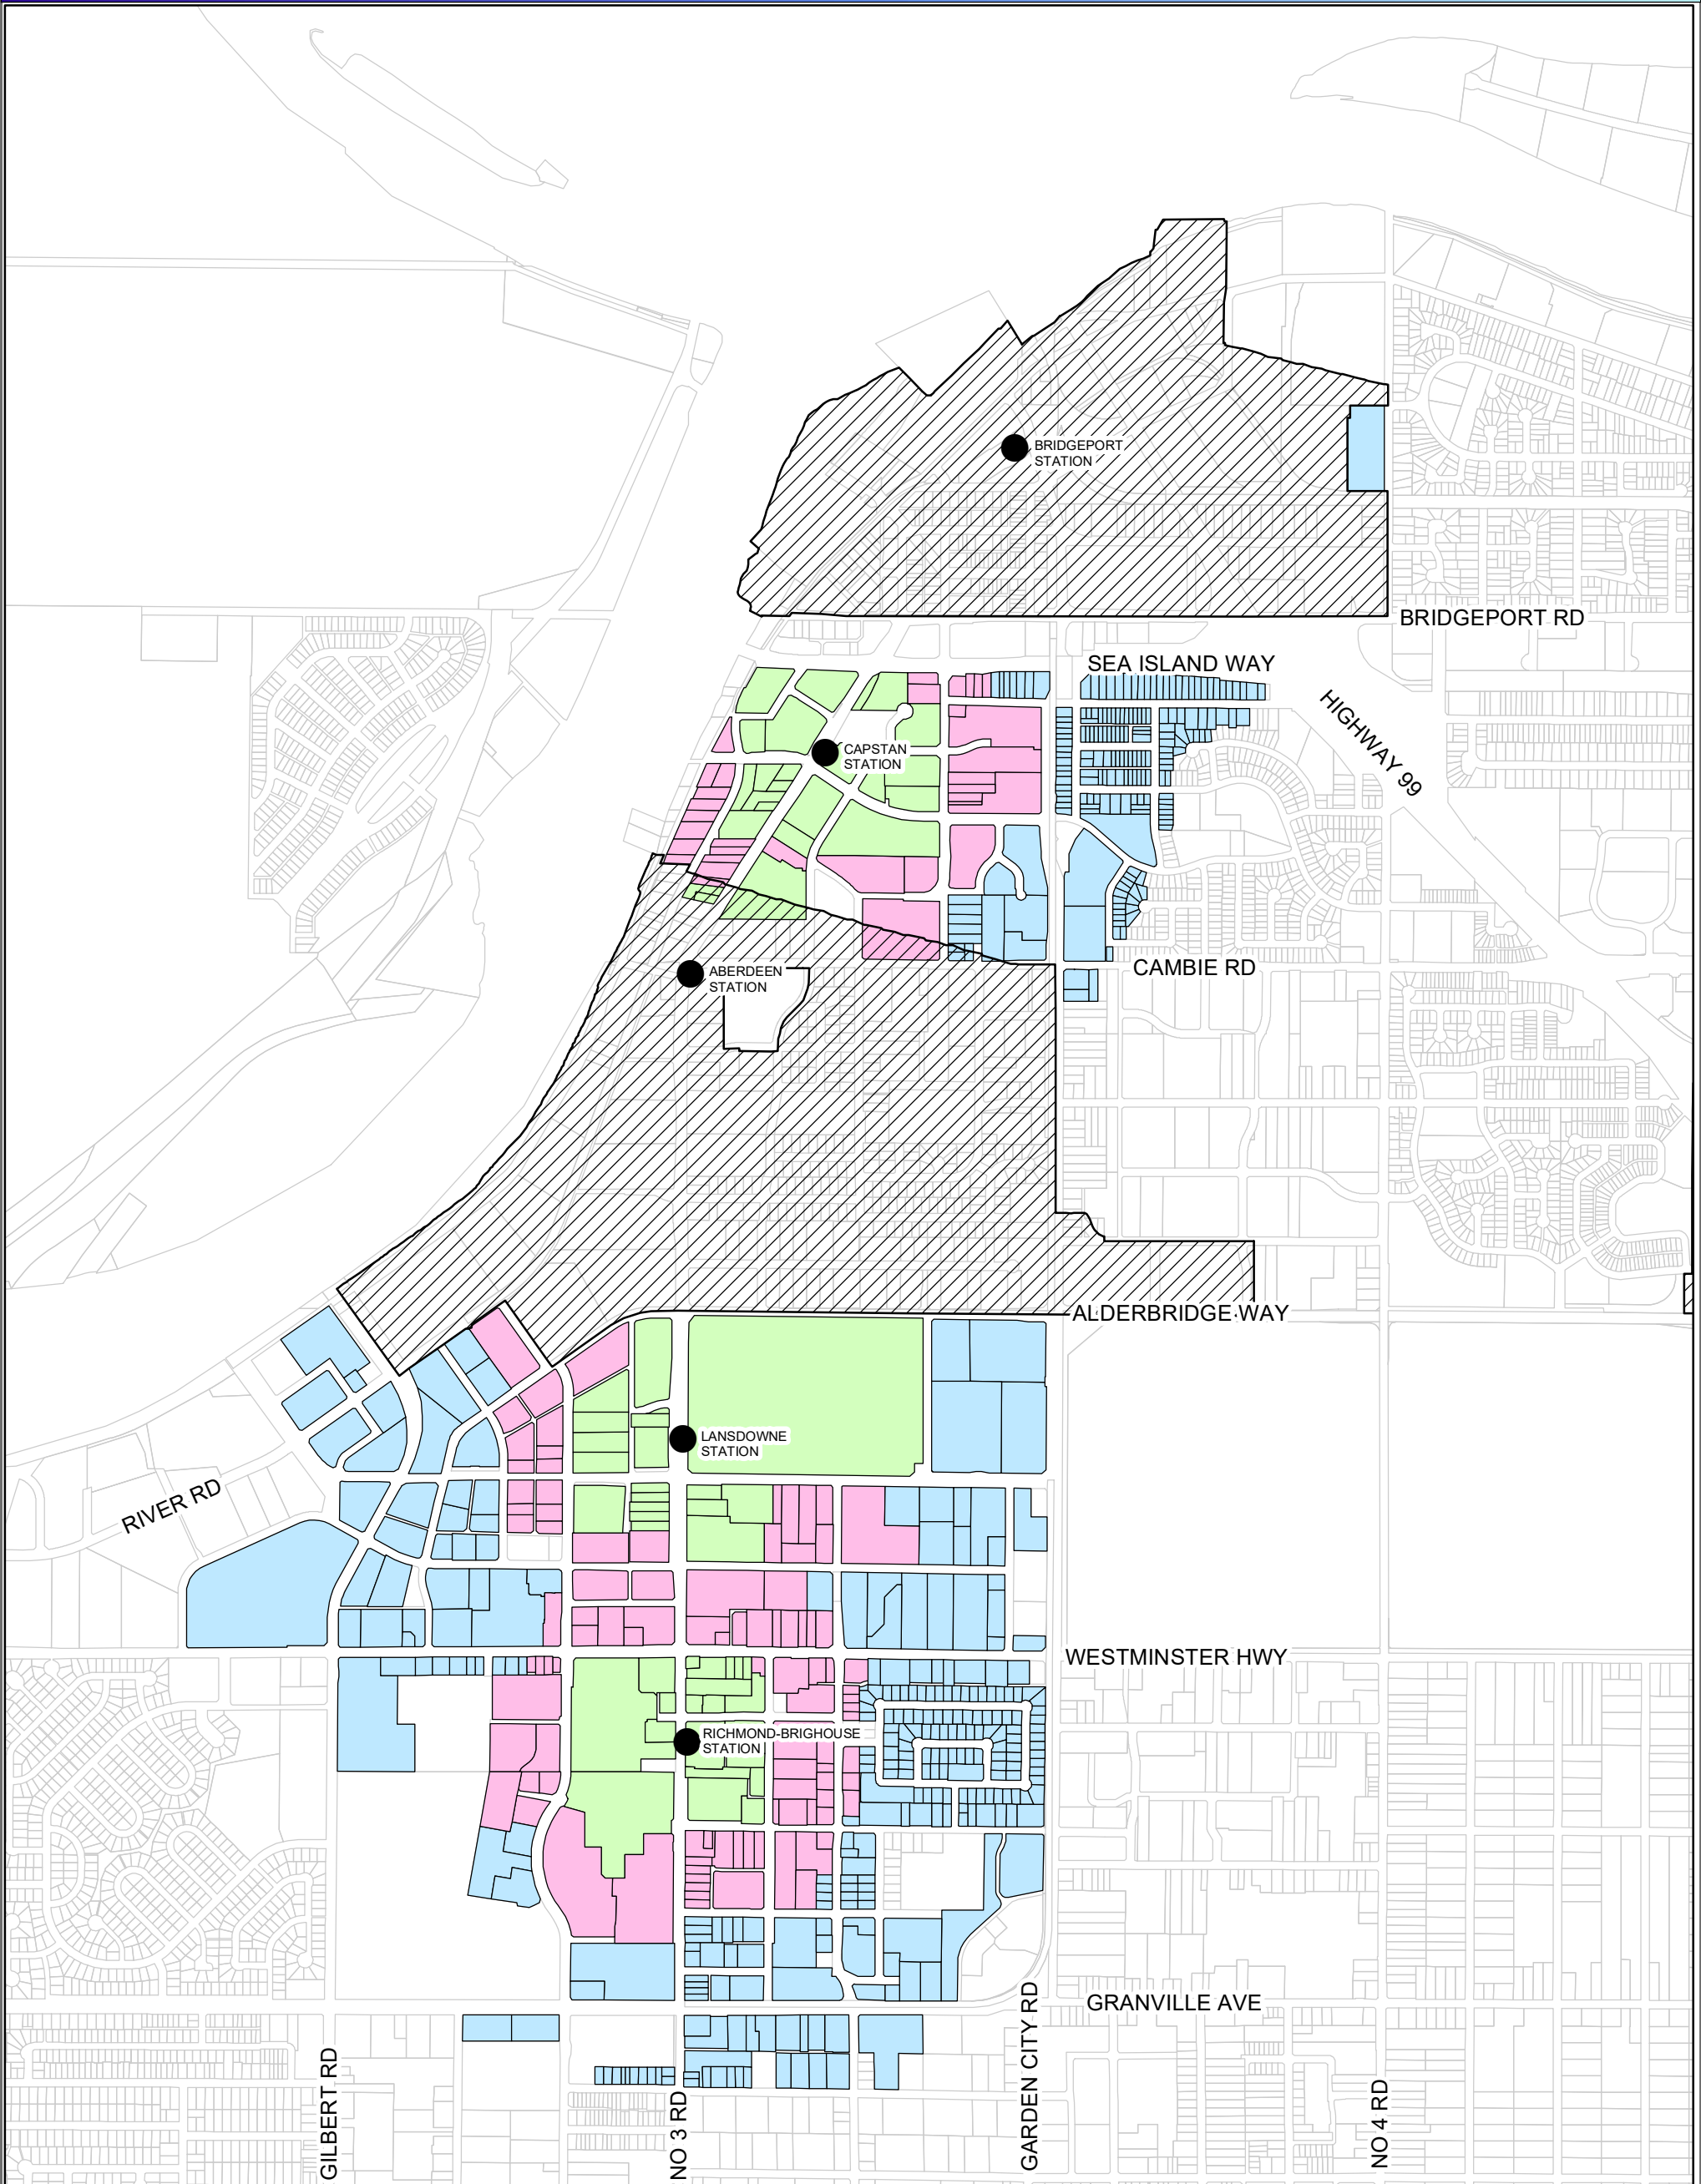 BRIDGEPORT
STATION
BRIDGEPORT RD
SEA ISLAND WAY
HIGHWAY 99
CAPSTAN
STATION
CAMBIE RD
ABERDEEN
STATION
ALDERBRIDGE WAY
LANSDOWNE
STATION
RIVER RD
WESTMINSTER HWY
RICHMOND-BRIGHOUSE
STATION
GRANVILLE AVE
GILBERT RD
NO 3 RD
GARDEN CITY RD
NO 4 RD